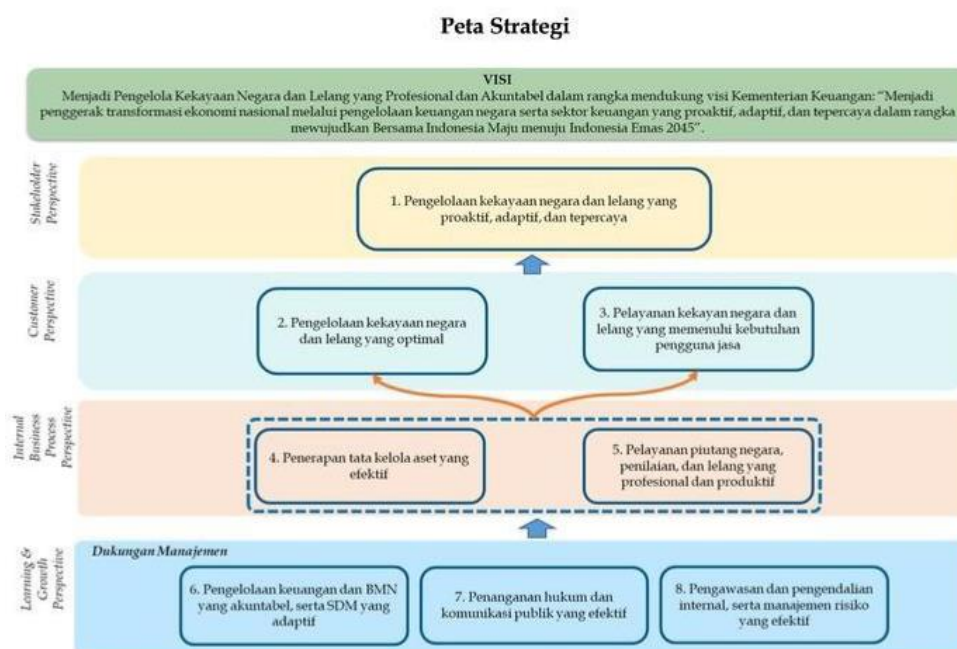 Peta Strategi
VISI
Menjadi Pengelola Kekayaan Negara dan Lelang yang Profesional dan Akuntabel dalam rangka mendukung visi Kementerian Keuangan: “Menjadi
penggerak transformasi ekonomi nasional melalui pengelolaan keuangan negara serta sektor keuangan yang proaktif, adaptif, dan tepercaya dalam rangka
mewujudkan Bersama Indonesia Maju menuju Indonesia Emas 2045”.
Stakeholder
Perspective
1. Pengelolaan kekayaan negara dan lelang yang
proaktif, adaptif, dan tepercaya
Customer
Perspective
2. Pengelolaan kekayaan negara
dan lelang yang optimal
3. Pelayanan kekayan negara dan
lelang yang memenuhi kebutuhan
pengguna jasa
Internal
Business
Process
Perspective
4. Penerapan tata kelola aset yang
efektif
5. Pelayanan piutang negara,
penilaian, dan lelang yang
profesional dan produktif
Learning &
Growth
Perspective
Dukungan Manajemen
6. Pengelolaan keuangan dan BMN
yang akuntabel, serta SDM yang
adaptif
7. Penanganan hukum dan
komunikasi publik yang efektif
8. Pengawasan dan pengendalian
internal, serta manajemen risiko
yang efektif